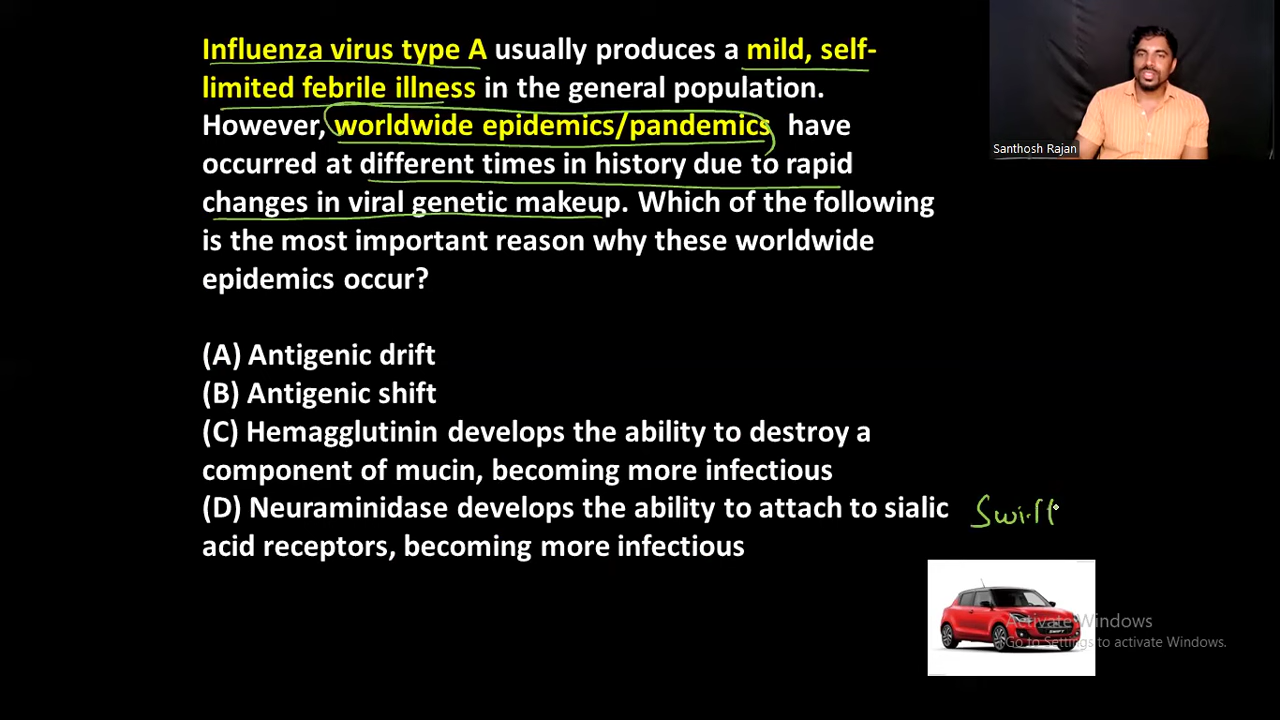 Influenza virus type A usually produces a mild, self-
limited febrile illness in the general population.
However, worldwide epidemics/pandemics have
occurred at different times in history due to rapid
changes in viral genetic makeup. Which of the following
is the most important reason why these worldwide
epidemics occur?
(A) Antigenic drift
(B) Antigenic shift
(C) Hemagglutinin develops the ability to destroy a
component of mucin, becoming more infectious
(D) Neuraminidase develops the ability to attach to sialic
acid receptors, becoming more infectious
Santhosh Rajan
Swift
SWIFT
Activate Windows
Go to Settings to activate Windows.